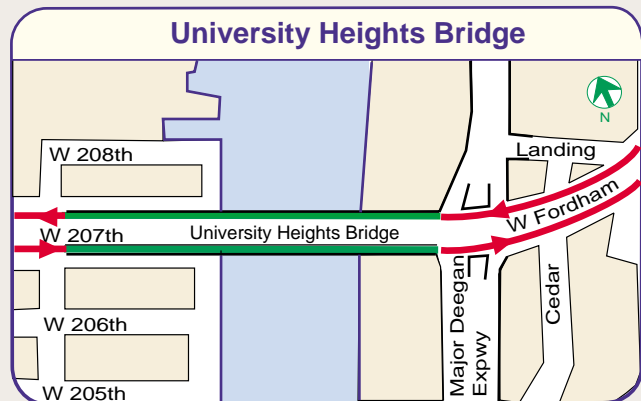 University Heights Bridge
N
W 208th
Landing
W Fordham
W 207th
University Heights Bridge
Major Deegan
Expwy
Cedar
W 206th
W 205th